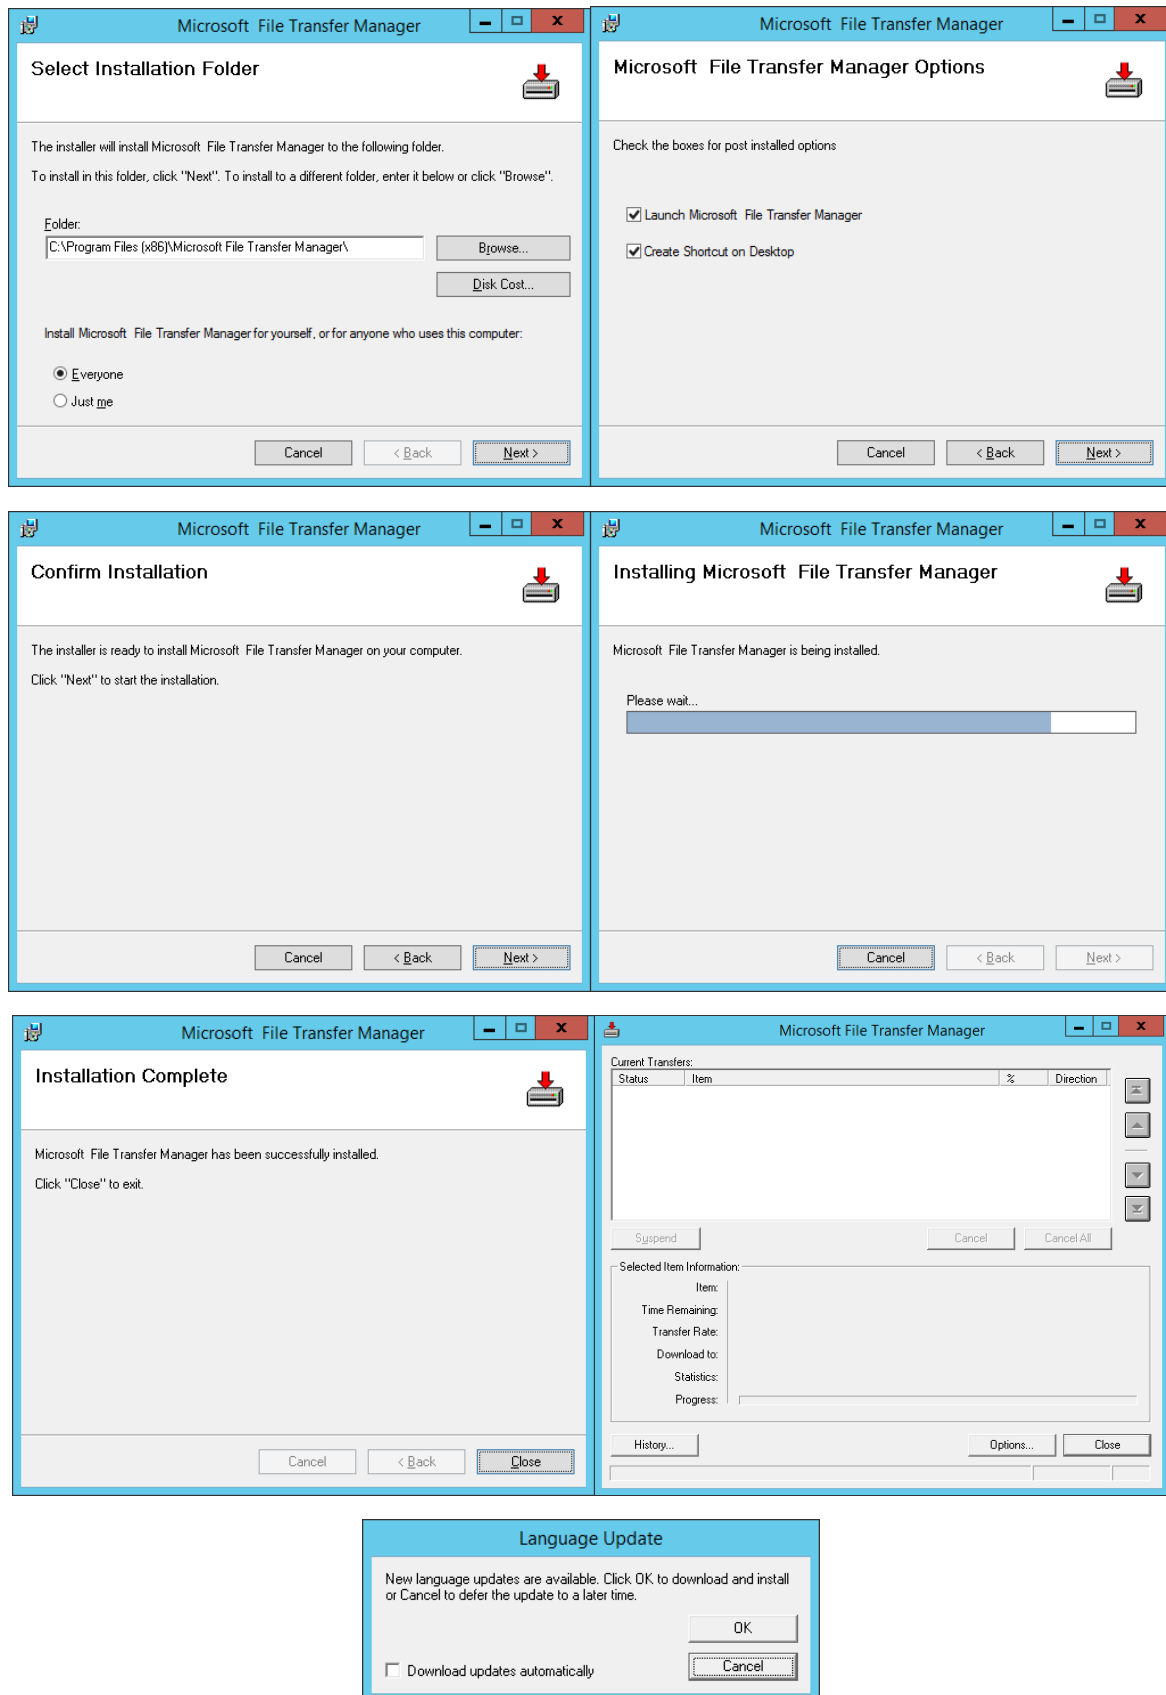 Microsoft  File Transfer Manager
Select Installation Folder
The installer will install Microsoft  File Transfer Manager to the following folder.
To install in this folder, click "Next". To install to a different folder, enter it below or click "Browse".
Folder:
C:\Program Files (x86)\Microsoft File Transfer Manager\
Browse...
Disk Cost...
Install Microsoft  File Transfer Manager for yourself, or for anyone who uses this computer:
Everyone
Just me
Cancel
< Back
Next >
Microsoft  File Transfer Manager
Microsoft  File Transfer Manager Options
Check the boxes for post installed options
Launch Microsoft  File Transfer Manager
Create Shortcut on Desktop
Cancel
< Back
Next >
Microsoft  File Transfer Manager
Confirm Installation
The installer is ready to install Microsoft  File Transfer Manager on your computer.
Click "Next" to start the installation.
Cancel
< Back
Next >
Microsoft  File Transfer Manager
Installing Microsoft  File Transfer Manager
Microsoft  File Transfer Manager is being installed.
Please wait...
Cancel
< Back
Next >
Microsoft  File Transfer Manager
Installation Complete
Microsoft  File Transfer Manager has been successfully installed.
Click "Close" to exit.
Cancel
< Back
Close
Microsoft File Transfer Manager
Current Transfers:
Status Item % Direction
Suspend
Cancel
Cancel All
Selected Item Information:
Item:
Time Remaining:
Transfer Rate:
Download to:
Statistics:
Progress:
History...
Options...
Close
Language Update
New language updates are available. Click OK to download and install
or Cancel to defer the update to a later time.
OK
Download updates automatically
Cancel